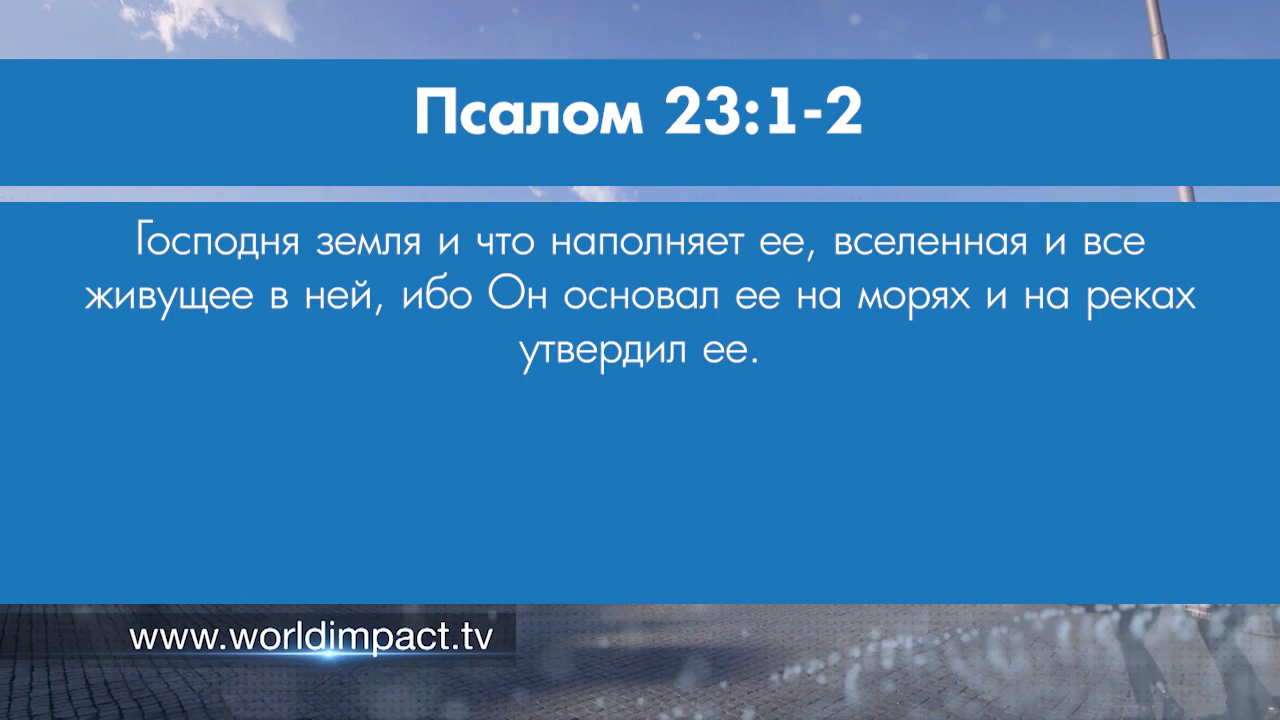 Псалом 23:1-2
Господня земля и что наполняет ее, вселенная и все
живущее в ней, ибо Он основал ее на морях и на реках
утвердил ее.
www.worldimpact.tv